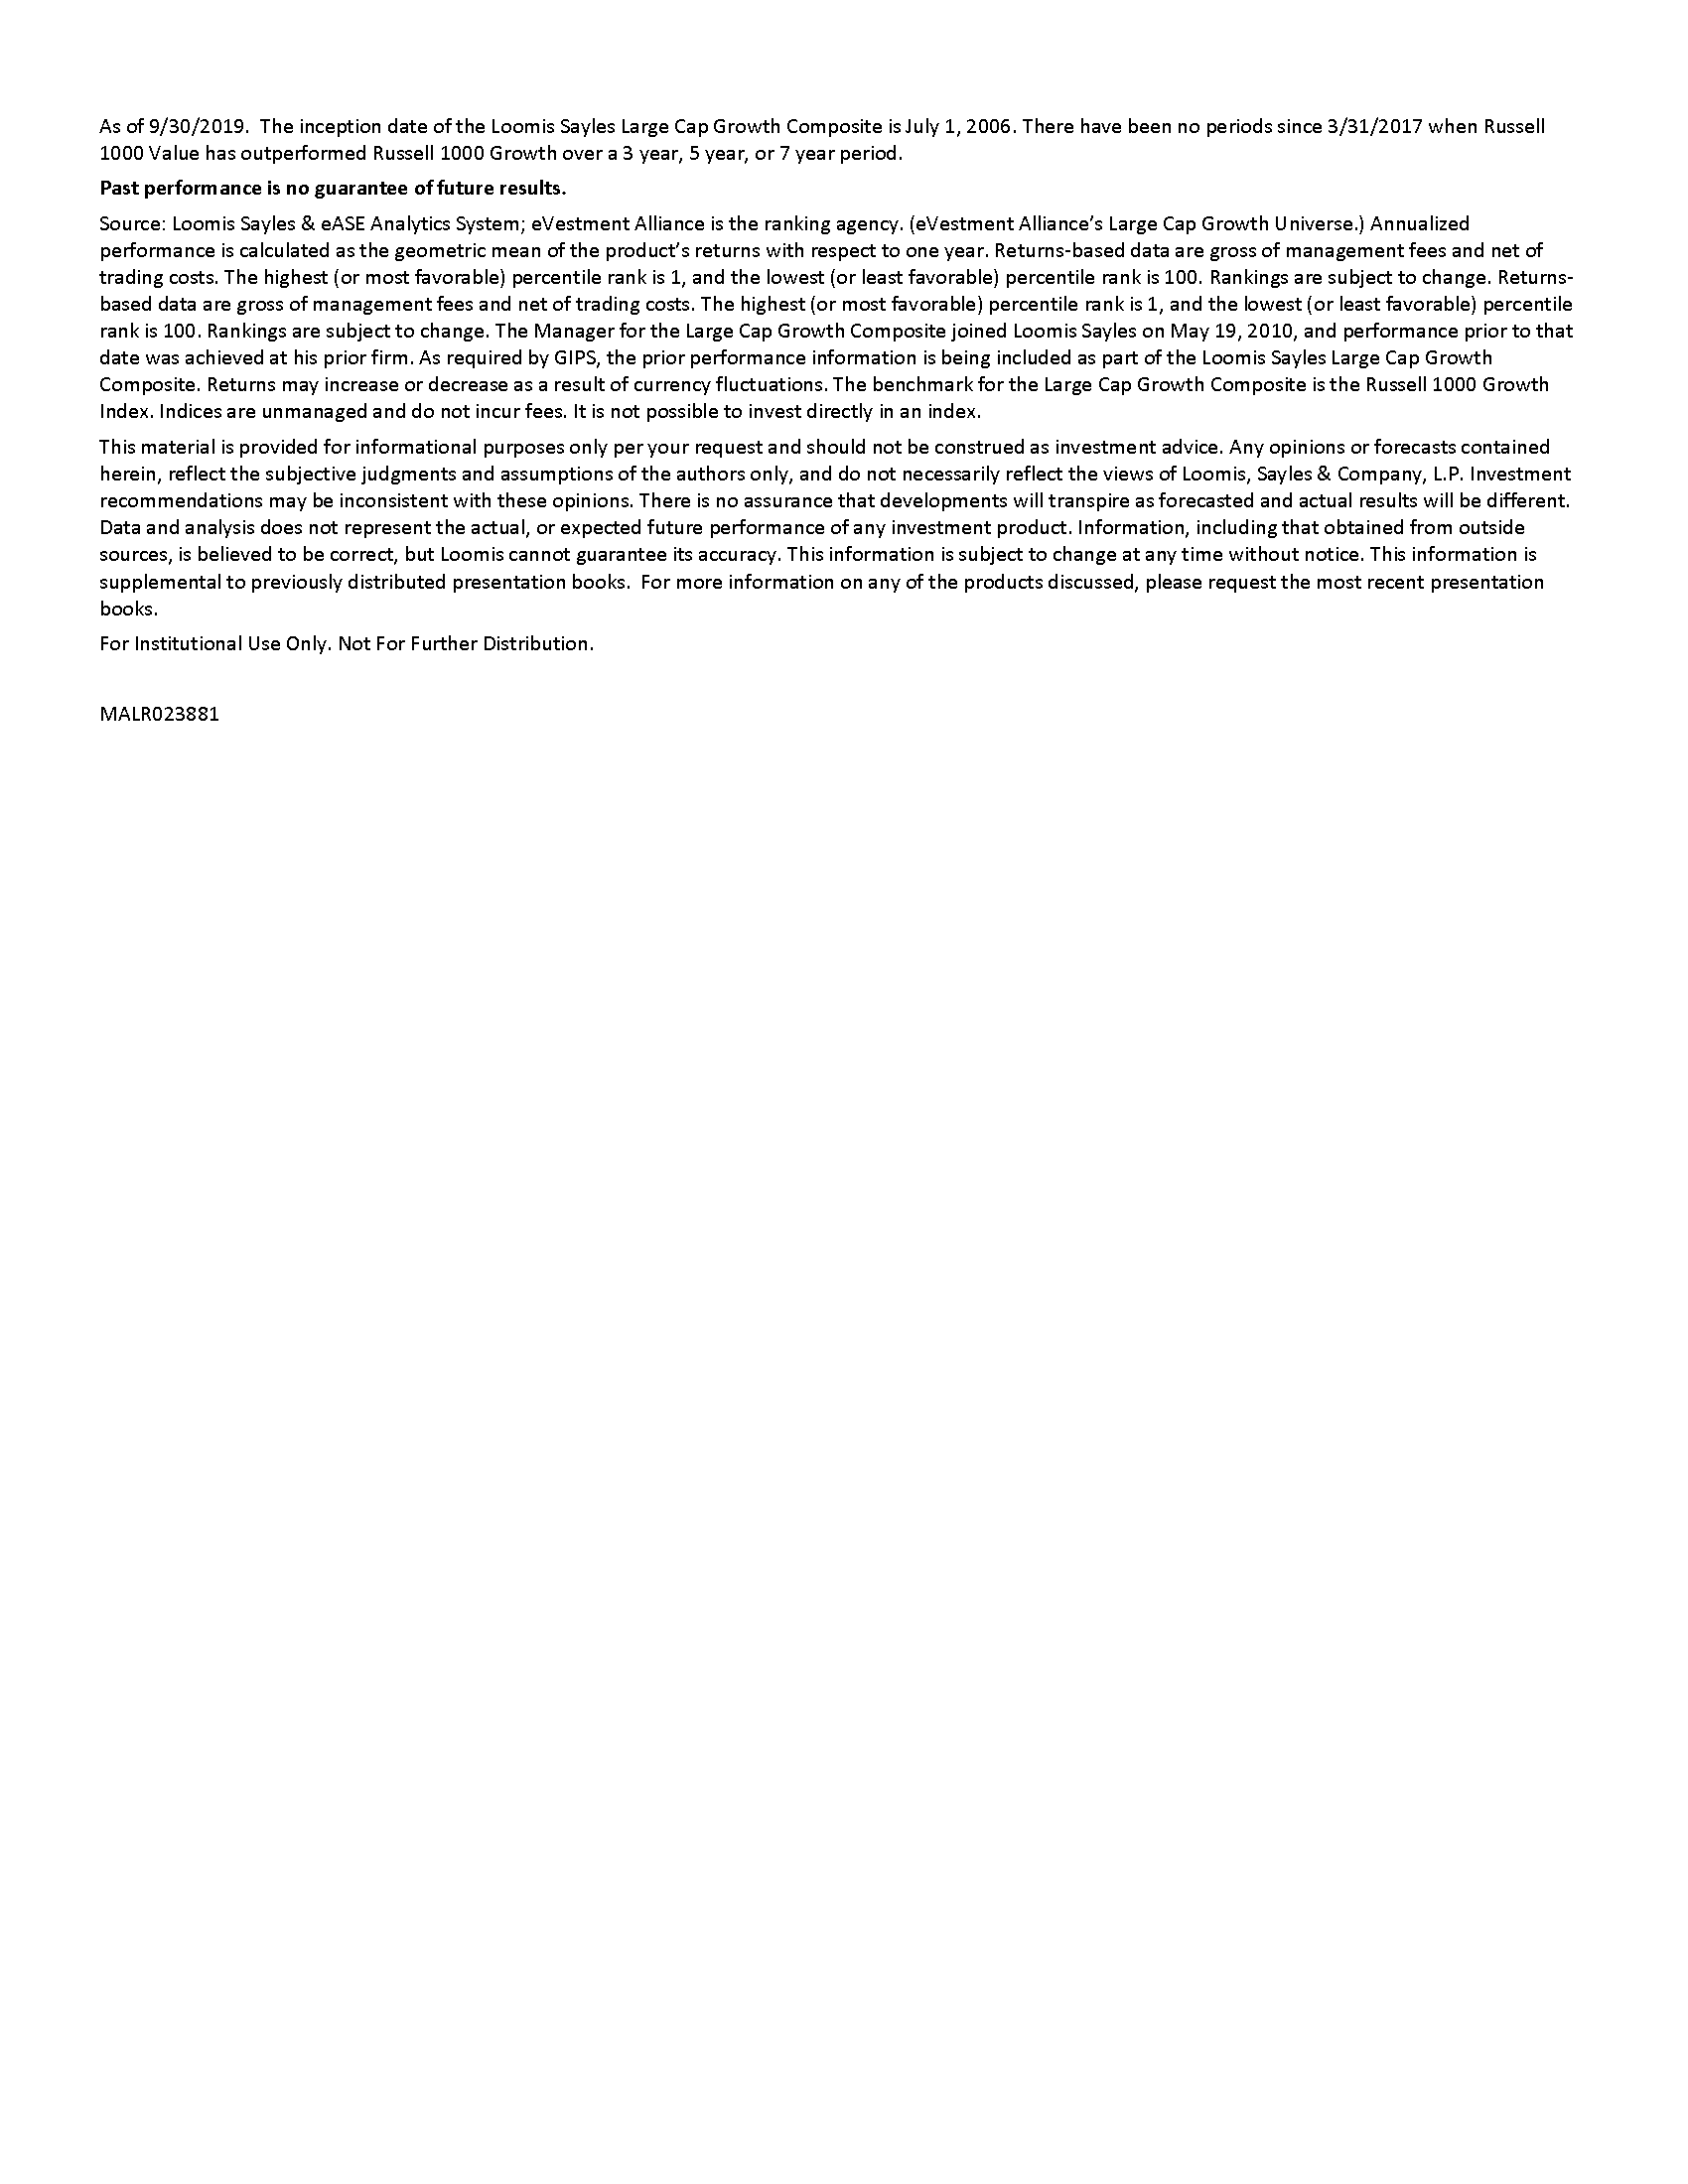 As of 9/30/2019.  The inception date of the Loomis Sayles Large Cap Growth Composite is July 1, 2006. There have been no periods since 3/31/2017 when Russell
1000 Value has outperformed Russell 1000 Growth over a 3 year, 5 year, or 7 year period.
Past performance is no guarantee of future results.
Source: Loomis Sayles & eASE Analytics System; eVestment Alliance is the ranking agency. (eVestment Alliance’s Large Cap Growth Universe.) Annualized
performance is calculated as the geometric mean of the product’s returns with respect to one year. Returns-based data are gross of management fees and net of
trading costs. The highest (or most favorable) percentile rank is 1, and the lowest (or least favorable) percentile rank is 100. Rankings are subject to change. Returns-
based data are gross of management fees and net of trading costs. The highest (or most favorable) percentile rank is 1, and the lowest (or least favorable) percentile
rank is 100. Rankings are subject to change. The Manager for the Large Cap Growth Composite joined Loomis Sayles on May 19, 2010, and performance prior to that
date was achieved at his prior firm. As required by GIPS, the prior performance information is being included as part of the Loomis Sayles Large Cap Growth
Composite. Returns may increase or decrease as a result of currency fluctuations. The benchmark for the Large Cap Growth Composite is the Russell 1000 Growth
Index. Indices are unmanaged and do not incur fees. It is not possible to invest directly in an index.
This material is provided for informational purposes only per your request and should not be construed as investment advice. Any opinions or forecasts contained
herein, reflect the subjective judgments and assumptions of the authors only, and do not necessarily reflect the views of Loomis, Sayles & Company, L.P. Investment
recommendations may be inconsistent with these opinions. There is no assurance that developments will transpire as forecasted and actual results will be different.
Data and analysis does not represent the actual, or expected future performance of any investment product. Information, including that obtained from outside
sources, is believed to be correct, but Loomis cannot guarantee its accuracy. This information is subject to change at any time without notice. This information is
supplemental to previously distributed presentation books.  For more information on any of the products discussed, please request the most recent presentation
books.
For Institutional Use Only. Not For Further Distribution.
MALR023881